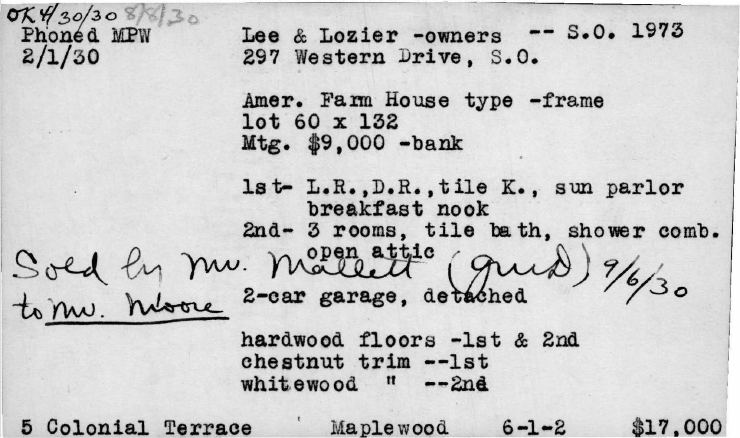 OK 4/30/30 8/8/30
Phoned MPW Lee & Lozier -owners -- S.O. 1973
2/1/30 297 Western Drive, S.O.
Amer. Farm House type -frame
lot 60 x 132
Mtg. $9,000 -bank
1st- L.R.,D.R.,tile K., sun parlor
breakfast nook
2nd- 3 rooms, tile bath, shower comb.
open attic
Sold by Mr. Mallett 9/6/30
to Mr. Moore
2-car garage, detached
hardwood floors -1st & 2nd
chestnut trim --1st
whitewood " --2nd
5 Colonial Terrace Maplewood 6-1-2 $17,000